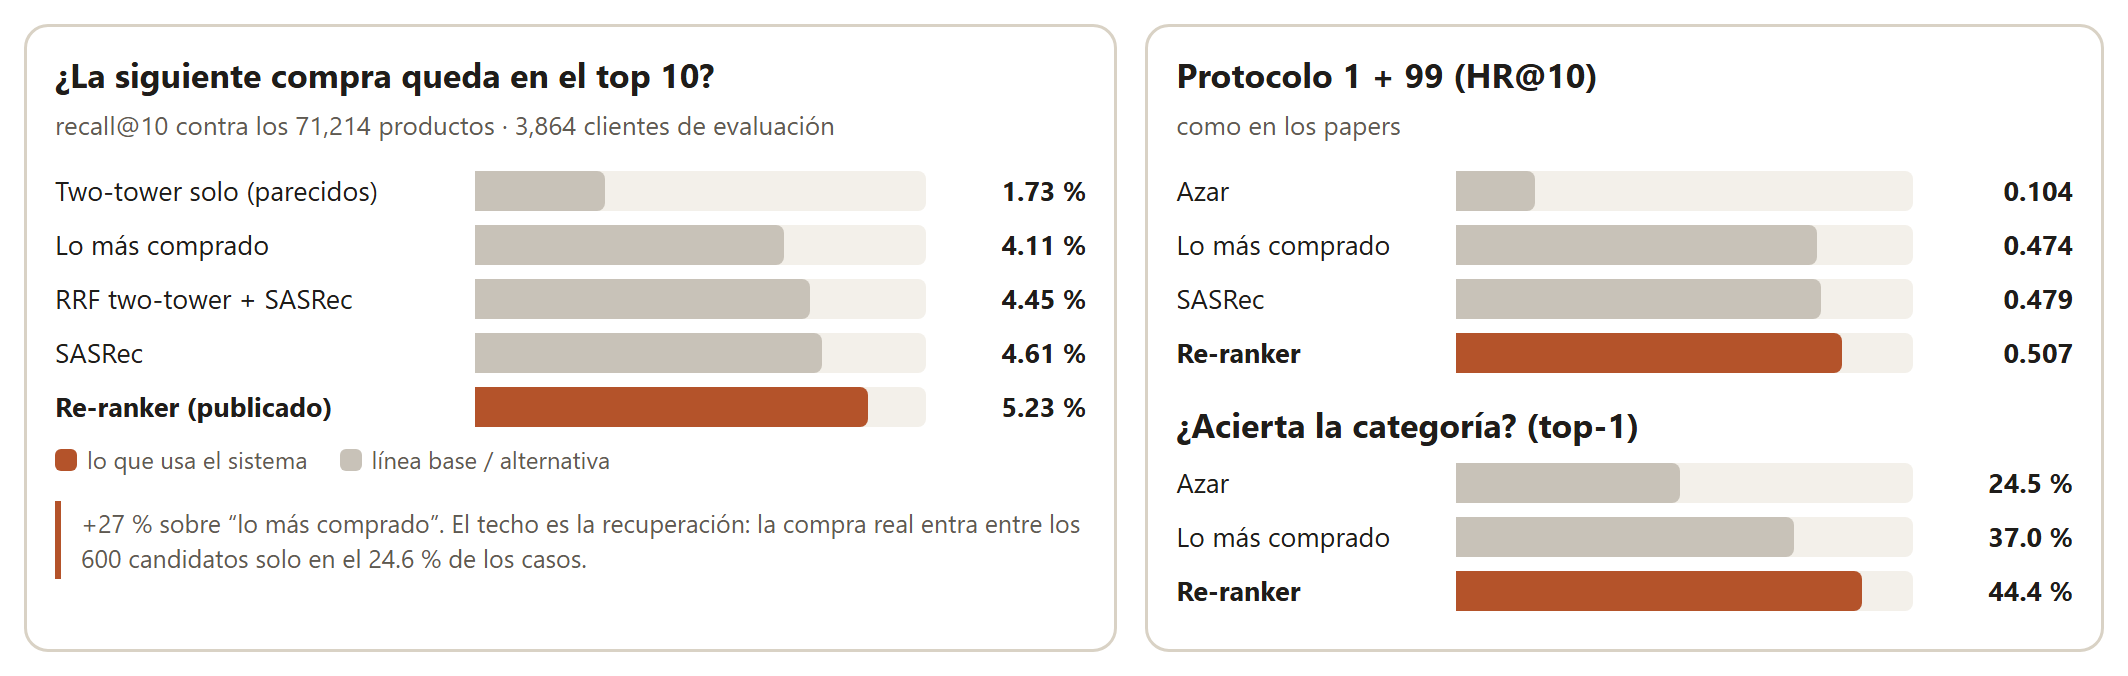 ¿La siguiente compra queda en el top 10?
recall@10 contra los 71,214 productos · 3,864 clientes de evaluación
Two-tower solo (parecidos) 1.73 %
Lo más comprado 4.11 %
RRF two-tower + SASRec 4.45 %
SASRec 4.61 %
Re-ranker (publicado) 5.23 %
lo que usa el sistema línea base / alternativa
+27 % sobre “lo más comprado”. El techo es la recuperación: la compra real entra entre los
600 candidatos solo en el 24.6 % de los casos.
Protocolo 1 + 99 (HR@10)
como en los papers
Azar 0.104
Lo más comprado 0.474
SASRec 0.479
Re-ranker 0.507
¿Acierta la categoría? (top-1)
Azar 24.5 %
Lo más comprado 37.0 %
Re-ranker 44.4 %